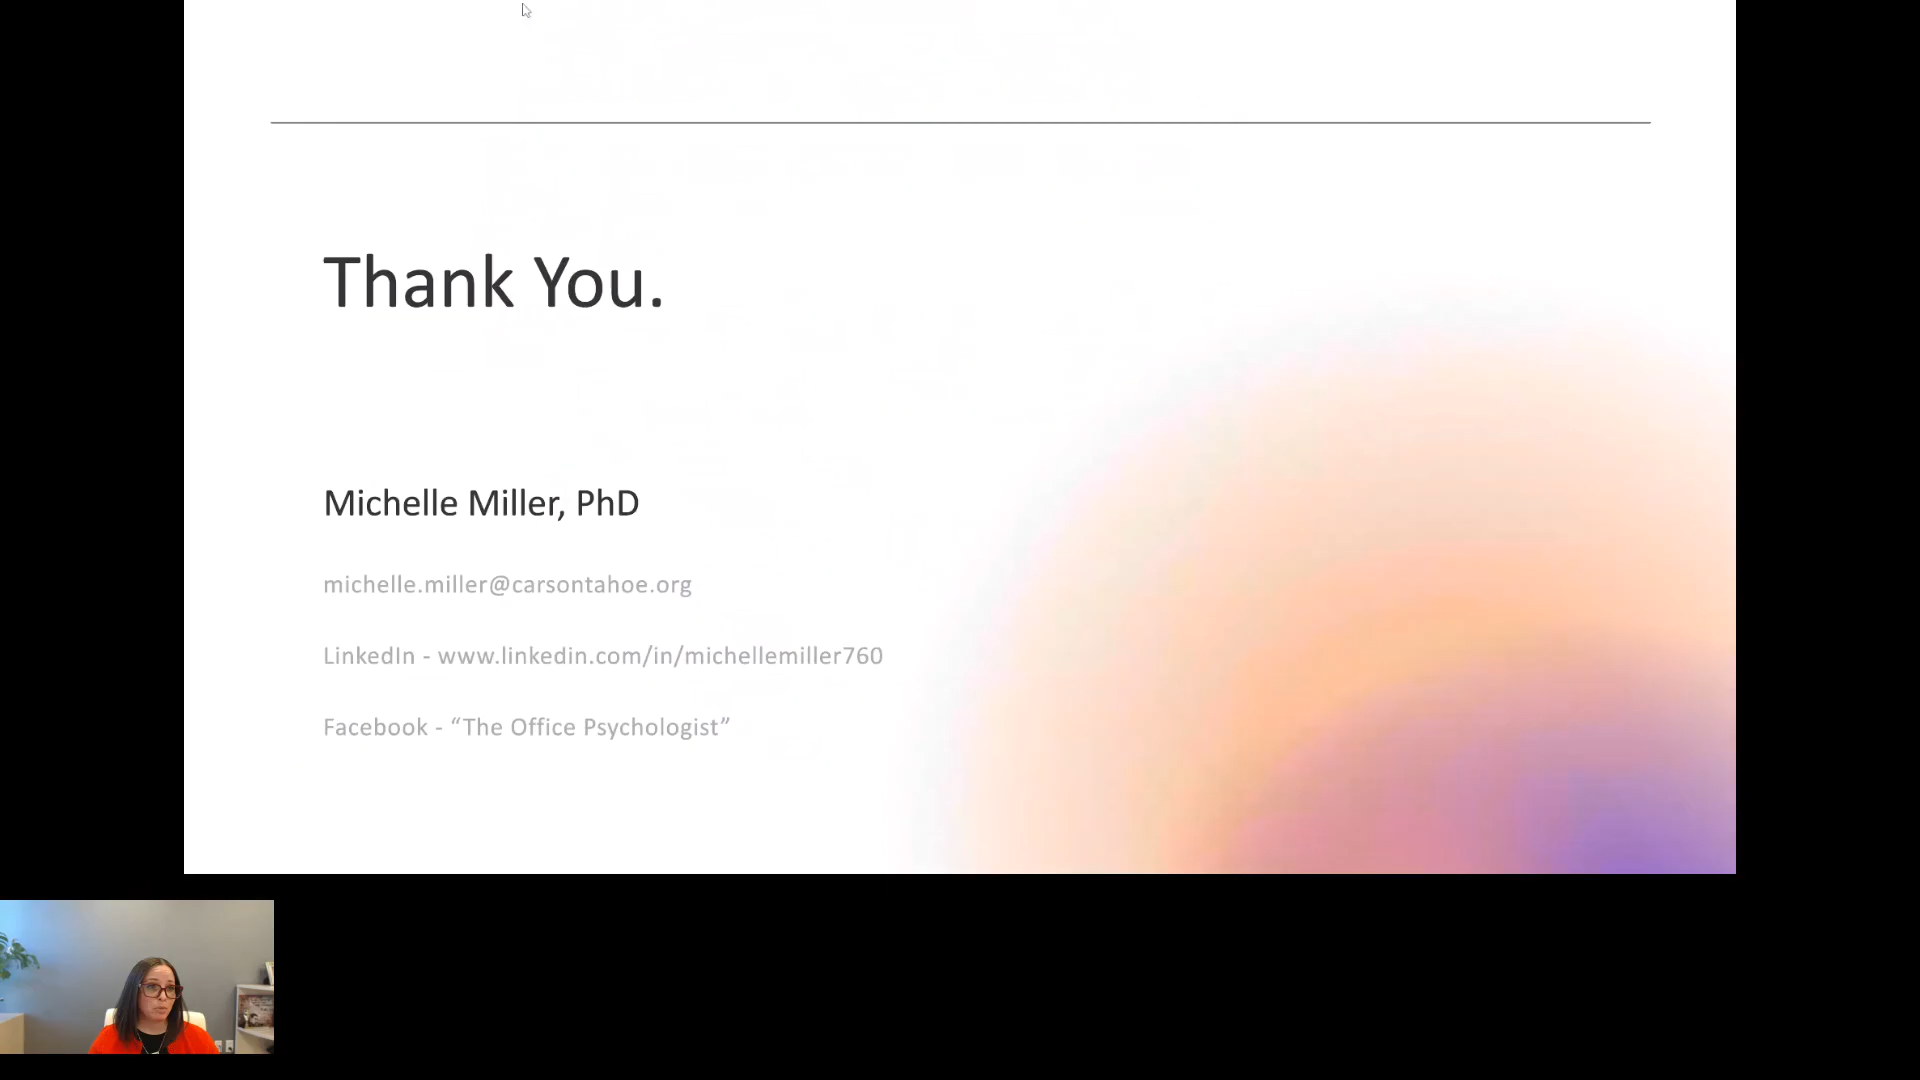 Thank You.
Michelle Miller, PhD
michelle.miller@carsontahoe.org
LinkedIn - www.linkedin.com/in/michellemiller760
Facebook - “The Office Psychologist”